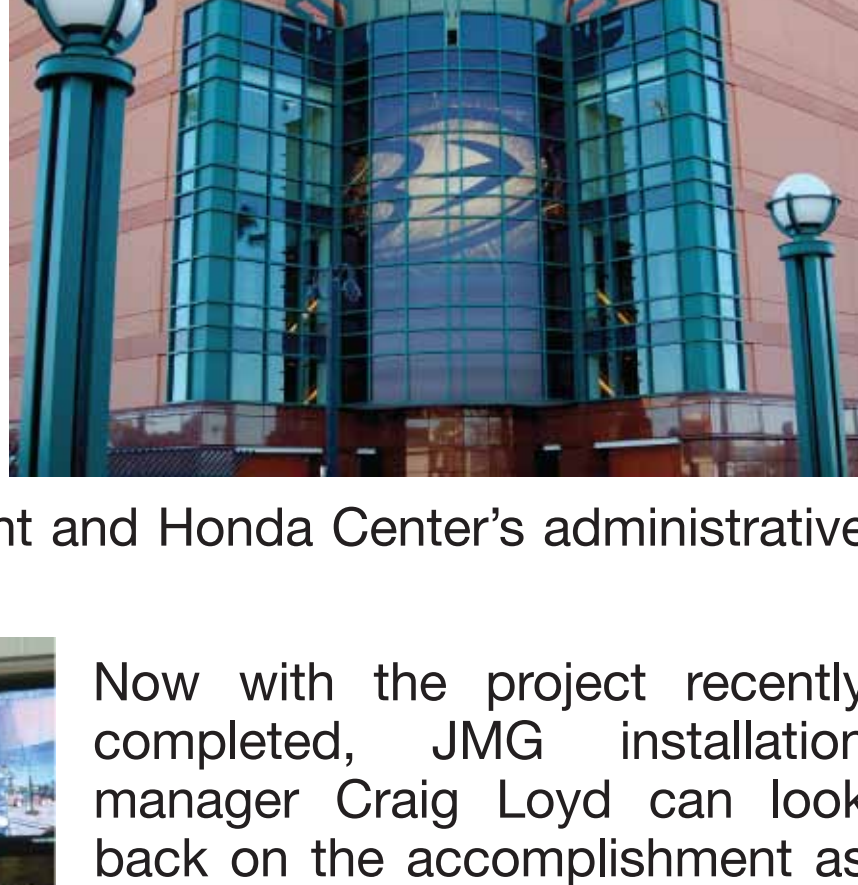 nt and Honda Center’s administrative
Now with the project recently
completed, JMG installation
manager Craig Loyd can look
back on the accomplishment as